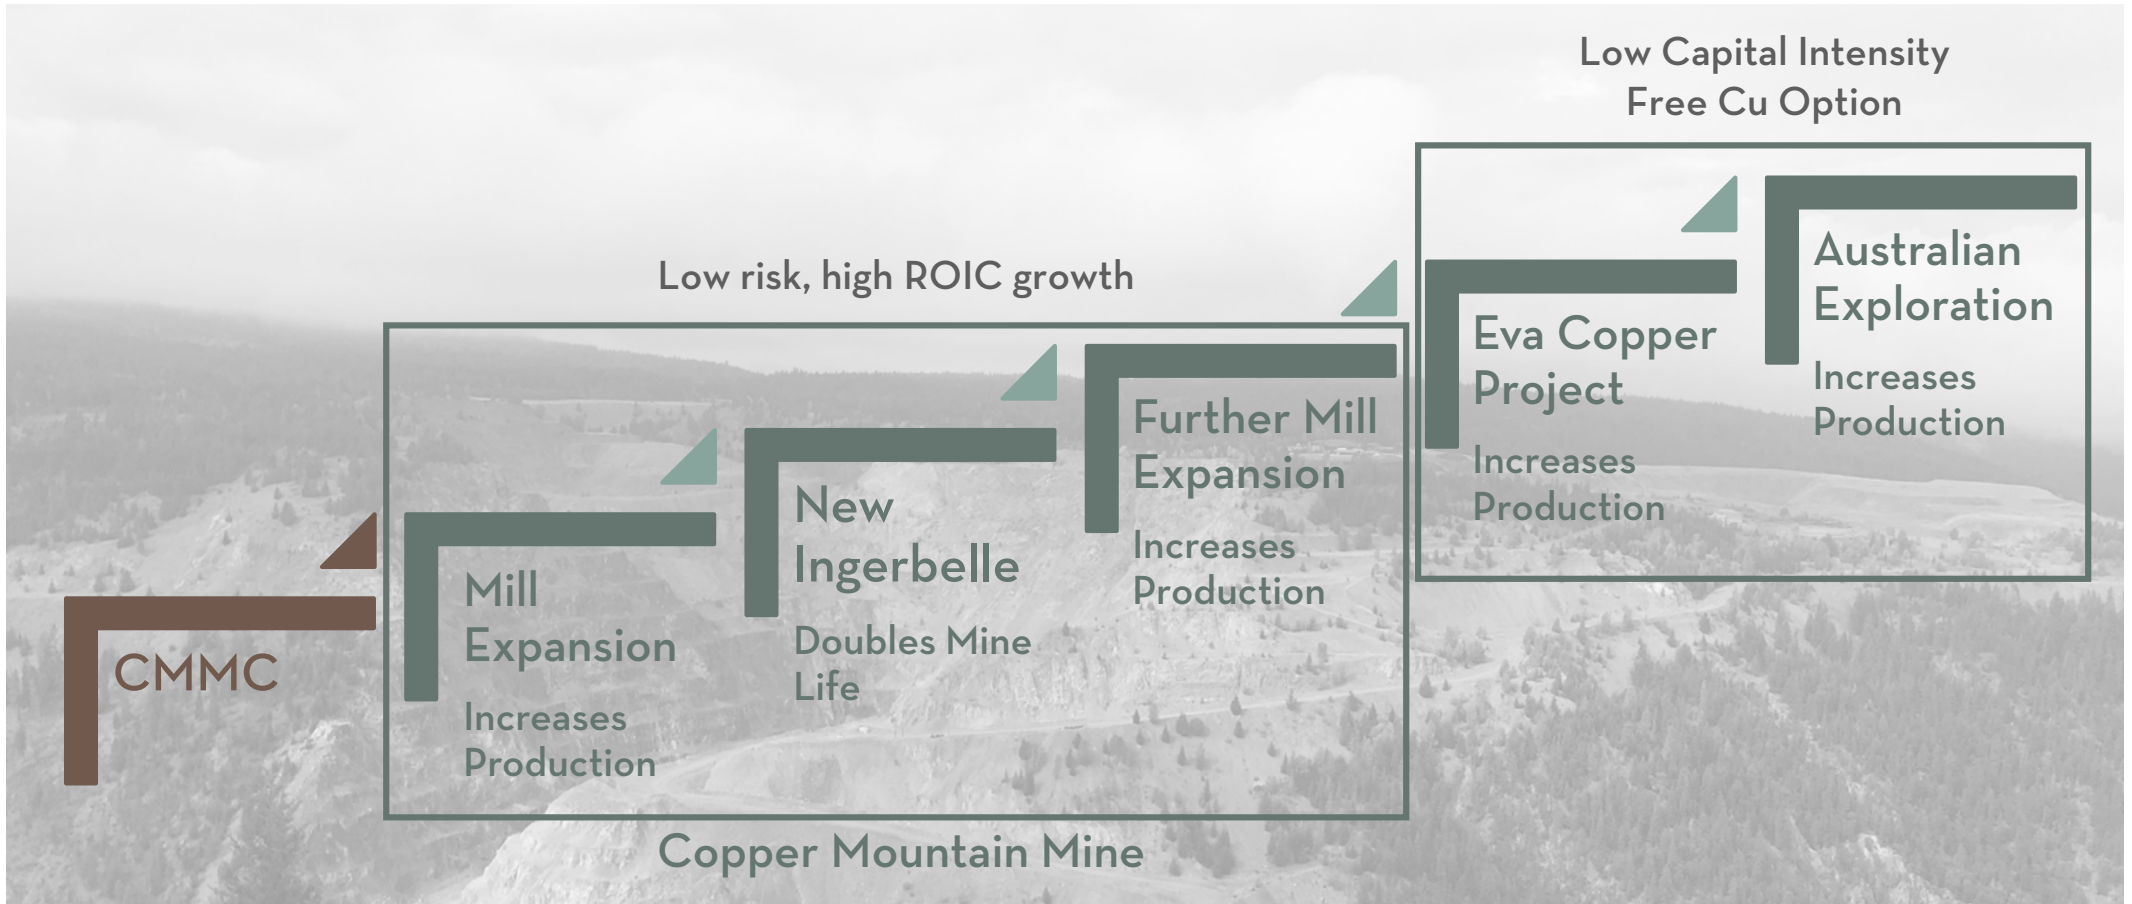 Low Capital Intensity
Free Cu Option
Low risk, high ROIC growth
CMMC
Mill
Expansion
Increases
Production
New
Ingerbelle
Doubles Mine
Life
Further Mill
Expansion
Increases
Production
Eva Copper
Project
Increases
Production
Australian
Exploration
Increases
Production
Copper Mountain Mine